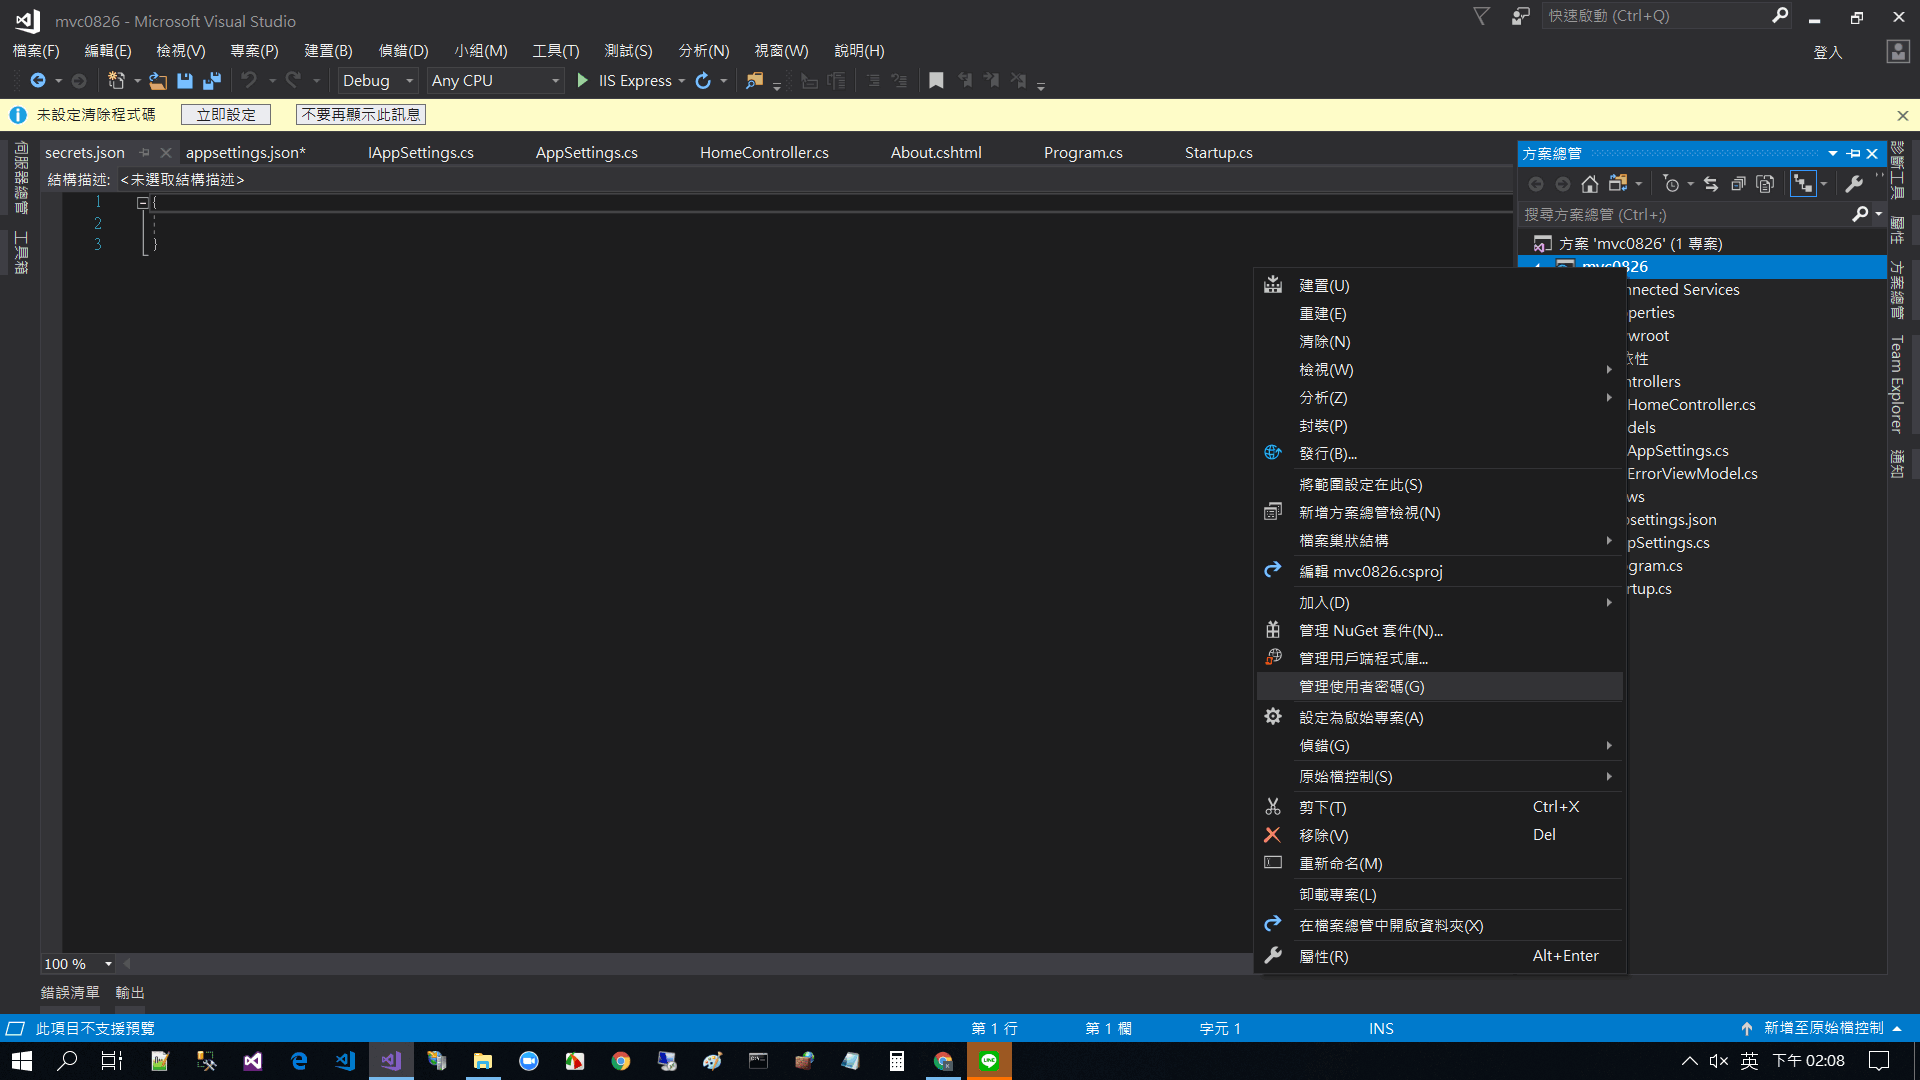 mvc0826 - Microsoft Visual Studio
快速啟動 (Ctrl+Q)
檔案(F) 編輯(E) 檢視(V) 專案(P) 建置(B) 偵錯(D) 小組(M) 工具(T) 測試(S) 分析(N) 視窗(W) 說明(H)
登入
Debug Any CPU IIS Express
未設定清除程式碼 立即設定 不要再顯示此訊息
伺服器總管
工具箱
secrets.json appsettings.json* IAppSettings.cs AppSettings.cs HomeController.cs About.cshtml Program.cs Startup.cs
結構描述: <未選取結構描述>
1 {
2
3 }
方案總管
搜尋方案總管 (Ctrl+;)
方案 'mvc0826' (1 專案)
mvc0826
nnected Services
perties
wroot
性
ntrollers
HomeController.cs
dels
AppSettings.cs
ErrorViewModel.cs
ws
settings.json
pSettings.cs
gram.cs
rtup.cs
診斷工具
屬性
方案總管
Team Explorer
通知
建置(U)
重建(E)
清除(N)
檢視(W)
分析(Z)
封裝(P)
發行(B)...
將範圍設定在此(S)
新增方案總管檢視(N)
檔案巢狀結構
編輯 mvc0826.csproj
加入(D)
管理 NuGet 套件(N)...
管理用戶端程式庫...
管理使用者密碼(G)
設定為啟始專案(A)
偵錯(G)
原始檔控制(S)
剪下(T) Ctrl+X
移除(V) Del
重新命名(M)
卸載專案(L)
在檔案總管中開啟資料夾(X)
屬性(R) Alt+Enter
100 %
錯誤清單 輸出
此項目不支援預覽 第 1 行 第 1 欄 字元 1 INS 新增至原始檔控制
英 下午 02:08